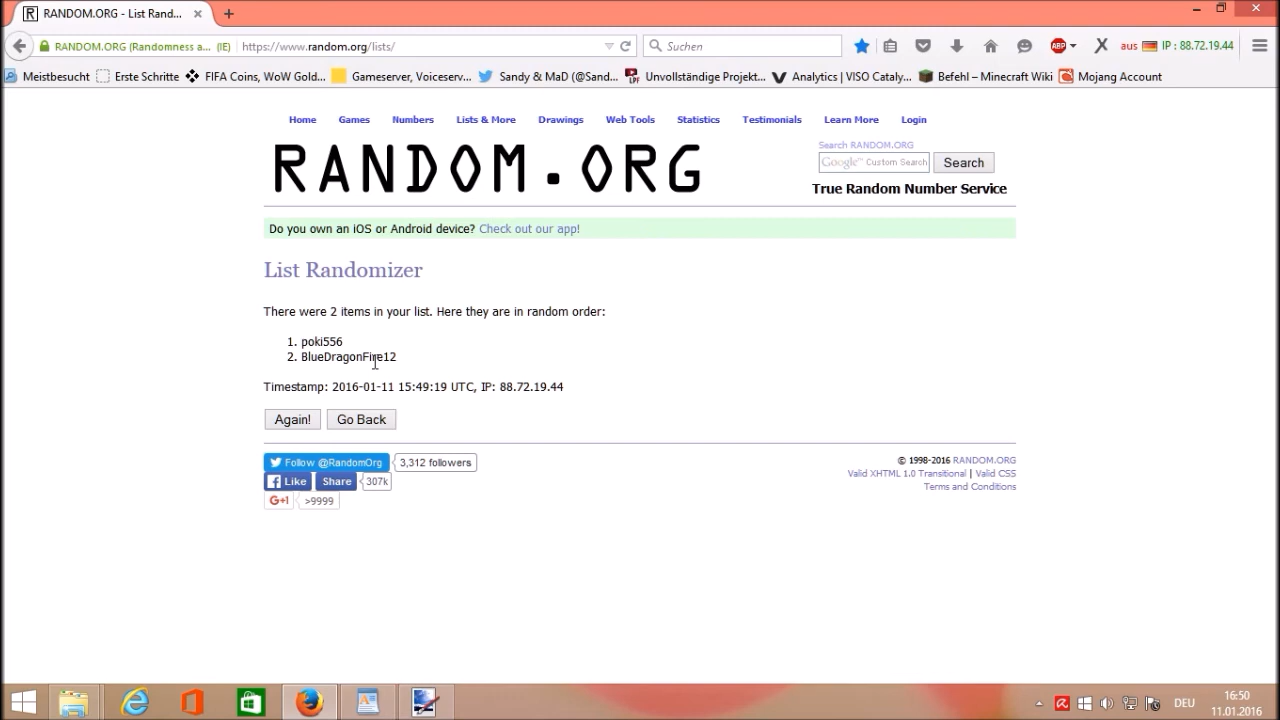 RANDOM.ORG - List Rand...
RANDOM.ORG (Randomness a... (IE) https://www.random.org/lists/ Suchen ABP X aus IP : 88.72.19.44
Meistbesucht Erste Schritte FIFA Coins, WoW Gold... Gameserver, Voiceserv... Sandy & MaD (@Sand... Unvollständige Projekt... Analytics | VISO Cataly... Befehl – Minecraft Wiki Mojang Account
Home Games Numbers Lists & More Drawings Web Tools Statistics Testimonials Learn More Login
Search RANDOM.ORG
RANDOM.ORG
Google™ Custom Search Search
True Random Number Service
Do you own an iOS or Android device? Check out our app!
List Randomizer
There were 2 items in your list. Here they are in random order:
1. poki556
2. BlueDragonFire12
Timestamp: 2016-01-11 15:49:19 UTC, IP: 88.72.19.44
Again! Go Back
Follow @RandomOrg 3,312 followers
Like Share 307k
G+1 >9999
© 1998-2016 RANDOM.ORG
Valid XHTML 1.0 Transitional | Valid CSS
Terms and Conditions
DEU 16:50
11.01.2016